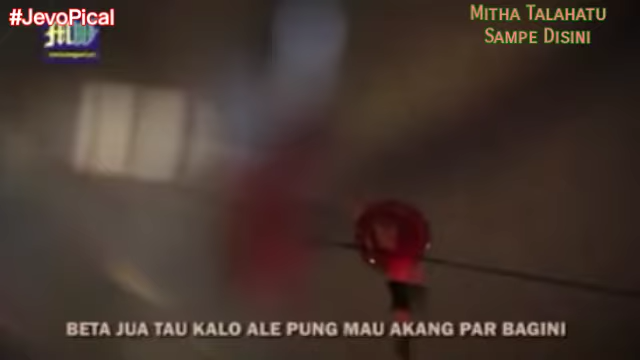 #JevoPical
Mitha Talahatu
Sampe Disini
BETA JUA TAU KALO ALE PUNG MAU AKANG PAR BAGINI